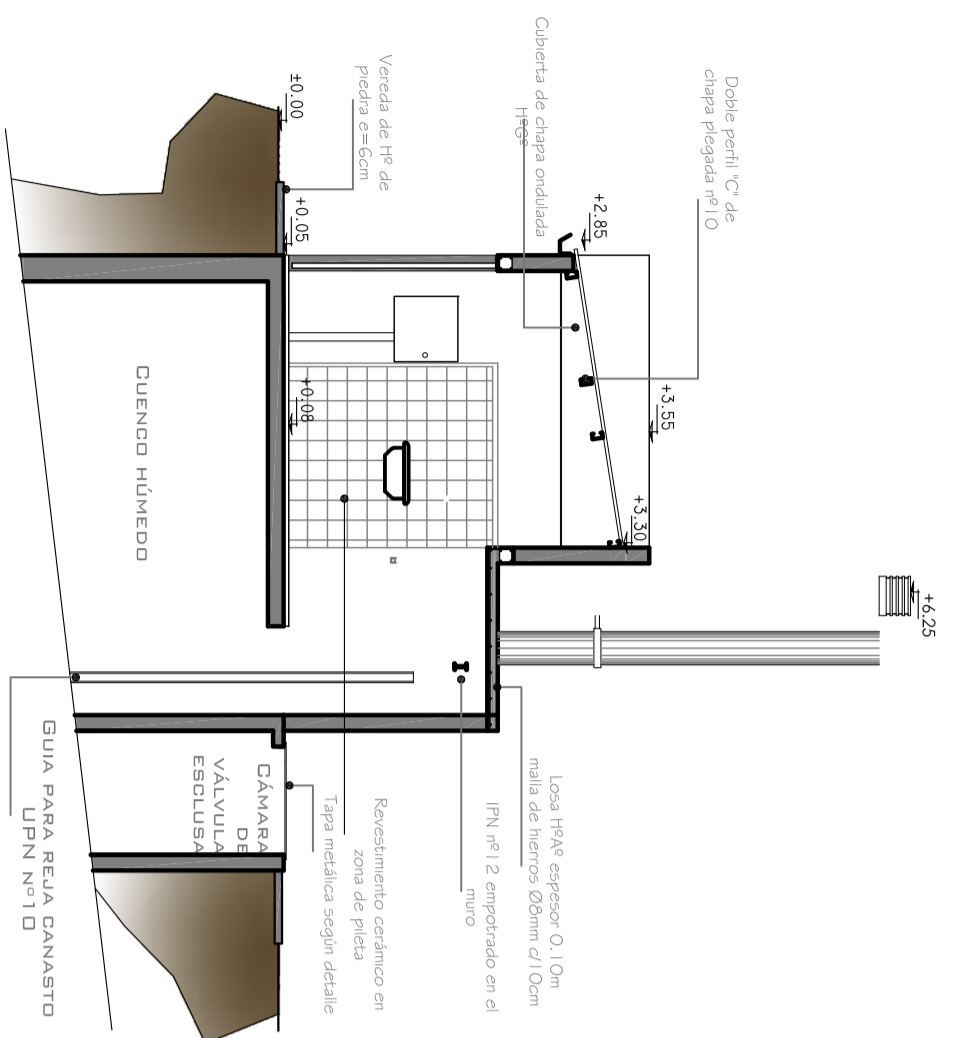 Doble perfil "C" de
chapa plegada nº10
Cubierta de chapa ondulada
HºGº
Vereda de Hº de
piedra e=6cm
±0.00
+0.05
+2.85
+3.55
+3.30
+6.25
+0.08
CUENCO HÚMEDO
Losa HºAº espesor 0.10m
malla de hierros Ø8mm c/10cm
IPN nº12 empotrado en el
muro
Revestimiento cerámico en
zona de pileta
Tapa metálica según detalle
CÁMARA
DE
VÁLVULA
ESCLUSA
GUIA PARA REJA CANASTO
UPN Nº10